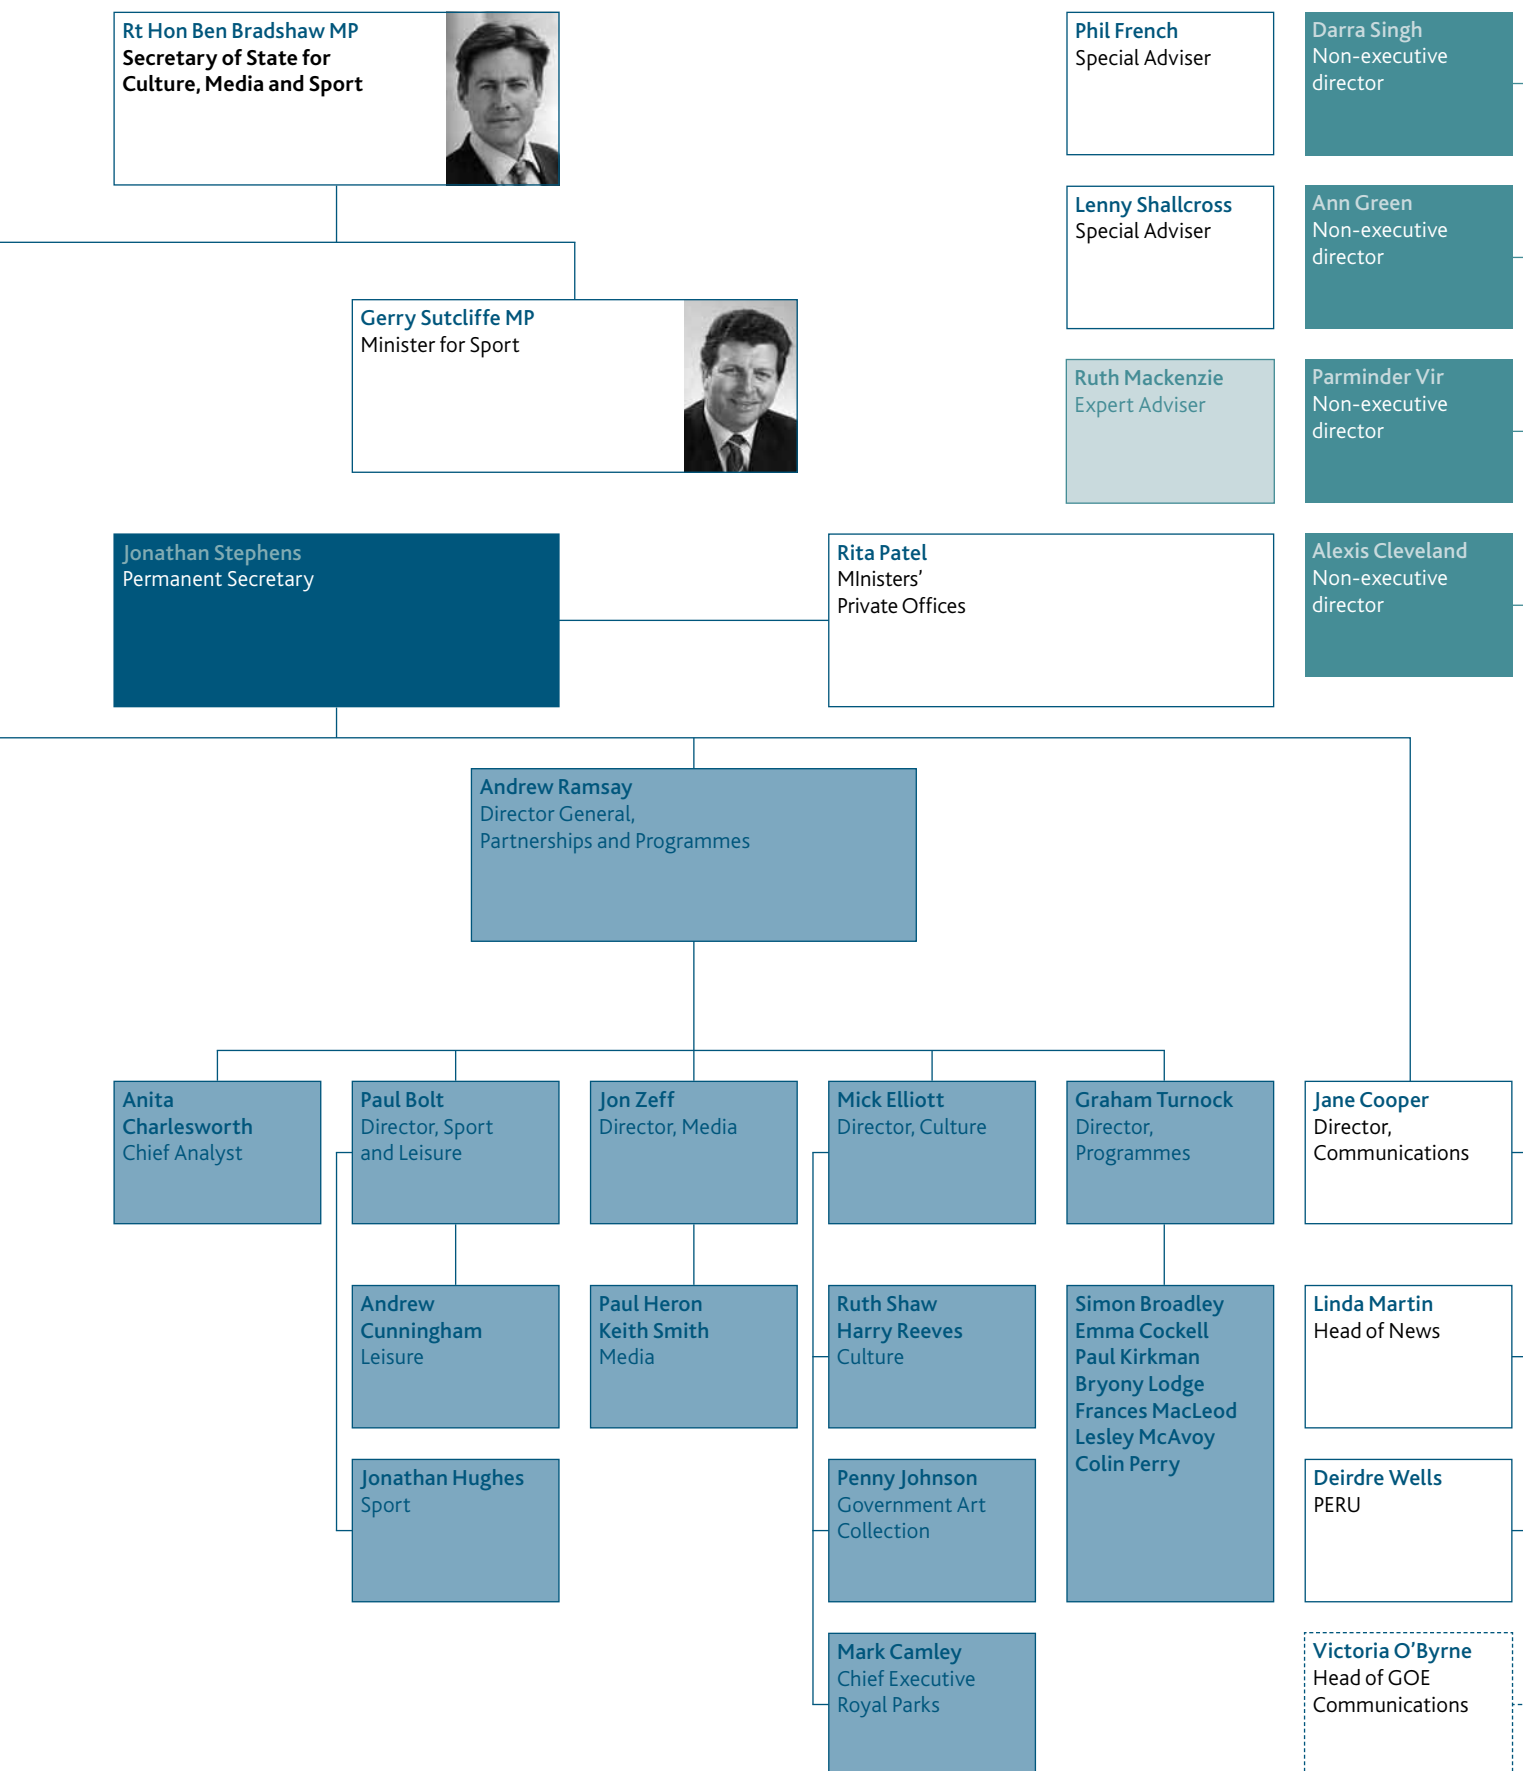 Rt Hon Ben Bradshaw MP
Secretary of State for
Culture, Media and Sport
Phil French
Special Adviser
Darra Singh
Non-executive
director
Lenny Shallcross
Special Adviser
Ann Green
Non-executive
director
Gerry Sutcliffe MP
Minister for Sport
Ruth Mackenzie
Expert Adviser
Parminder Vir
Non-executive
director
Jonathan Stephens
Permanent Secretary
Rita Patel
MInisters’
Private Offices
Alexis Cleveland
Non-executive
director
Andrew Ramsay
Director General,
Partnerships and Programmes
Anita
Charlesworth
Chief Analyst
Paul Bolt
Director, Sport
and Leisure
Jon Zeff
Director, Media
Mick Elliott
Director, Culture
Graham Turnock
Director,
Programmes
Jane Cooper
Director,
Communications
Andrew
Cunningham
Leisure
Paul Heron
Keith Smith
Media
Ruth Shaw
Harry Reeves
Culture
Simon Broadley
Emma Cockell
Paul Kirkman
Bryony Lodge
Frances MacLeod
Lesley McAvoy
Colin Perry
Linda Martin
Head of News
Jonathan Hughes
Sport
Penny Johnson
Government Art
Collection
Deirdre Wells
PERU
Mark Camley
Chief Executive
Royal Parks
Victoria O’Byrne
Head of GOE
Communications